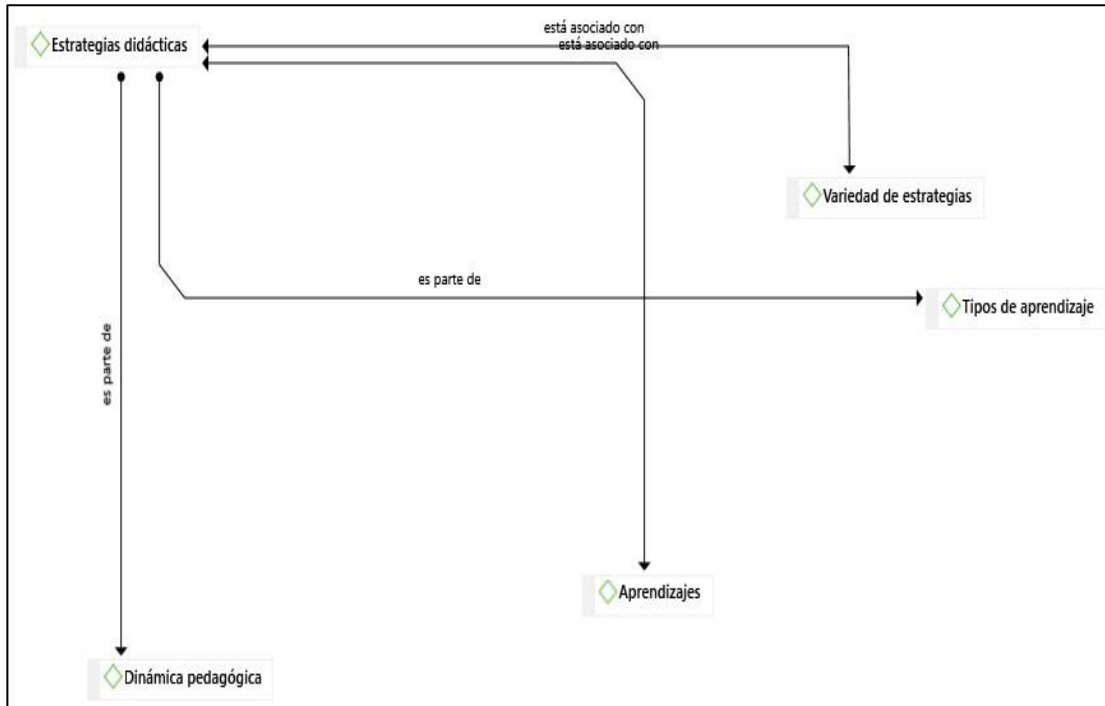 está asociado con
Estrategias didácticas
está asociado con
Variedad de estrategias
es parte de
Tipos de aprendizaje
es parte de
Aprendizajes
Dinámica pedagógica